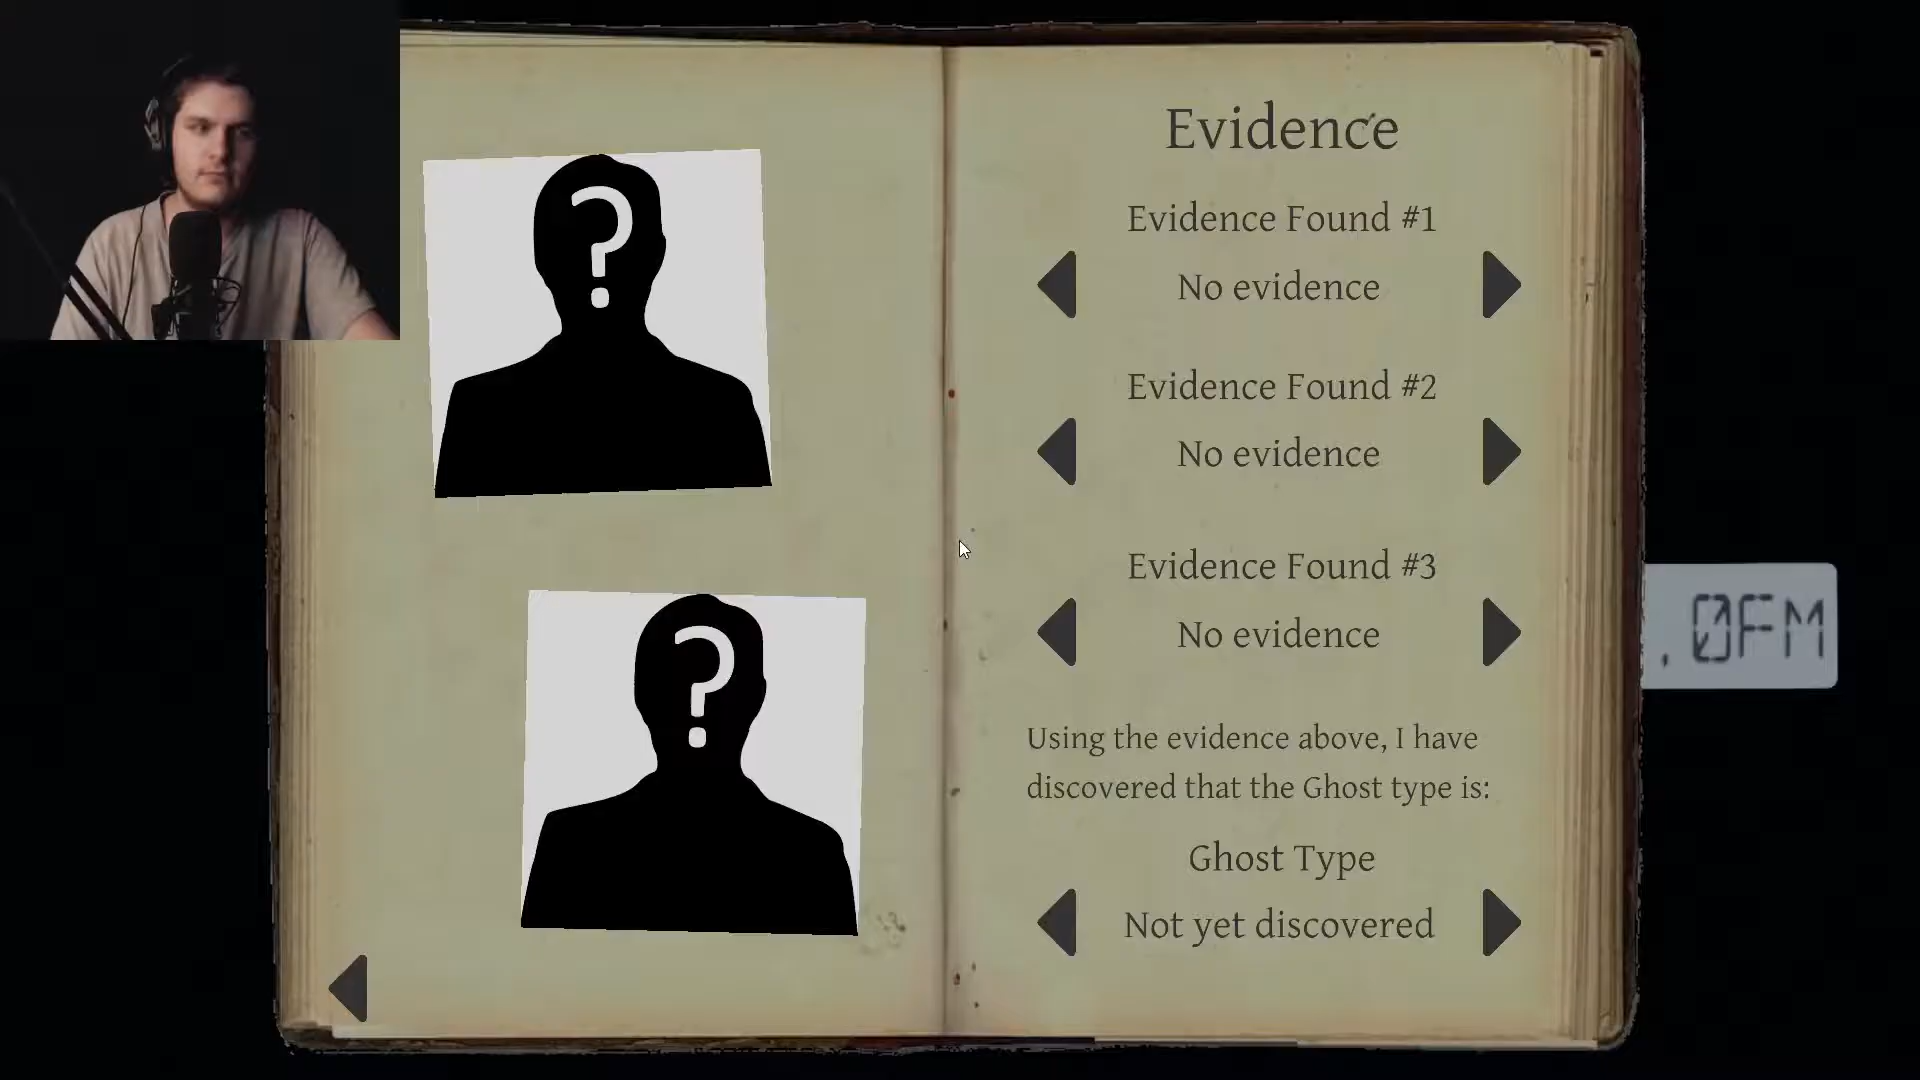 ?
?
Evidence
Evidence Found #1
No evidence
Evidence Found #2
No evidence
Evidence Found #3
No evidence
.0FM
Using the evidence above, I have
discovered that the Ghost type is:
Ghost Type
Not yet discovered